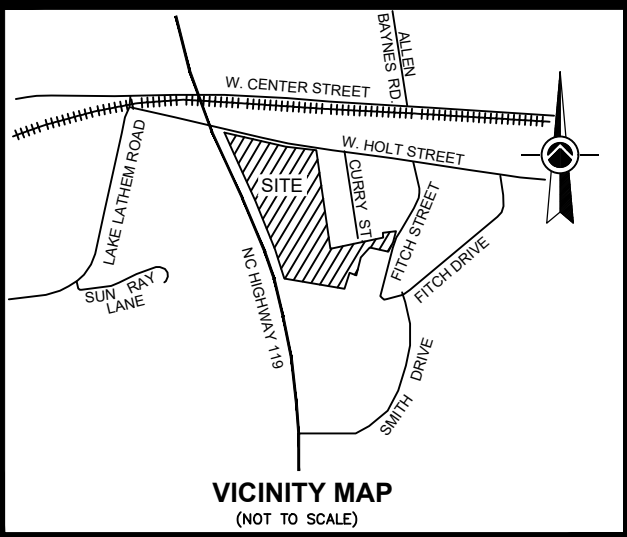 ALLEN
BAYNES RD.
W. CENTER STREET
W. HOLT STREET
LAKE LATHEM ROAD
SITE
CURRY ST
FITCH STREET
FITCH DRIVE
SUN RAY
LANE
NC HIGHWAY 119
SMITH DRIVE
VICINITY MAP
(NOT TO SCALE)